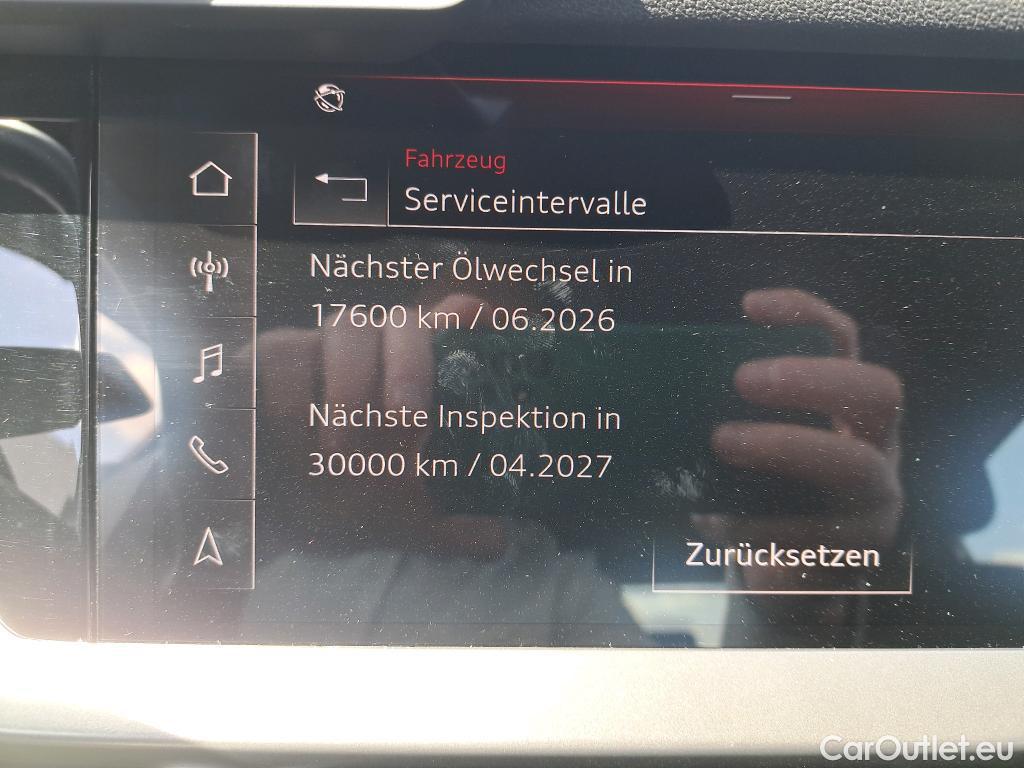 Fahrzeug
Serviceintervalle
Nächster Ölwechsel in
17600 km / 06.2026
Nächste Inspektion in
30000 km / 04.2027
Zurücksetzen
CarOutlet.eu